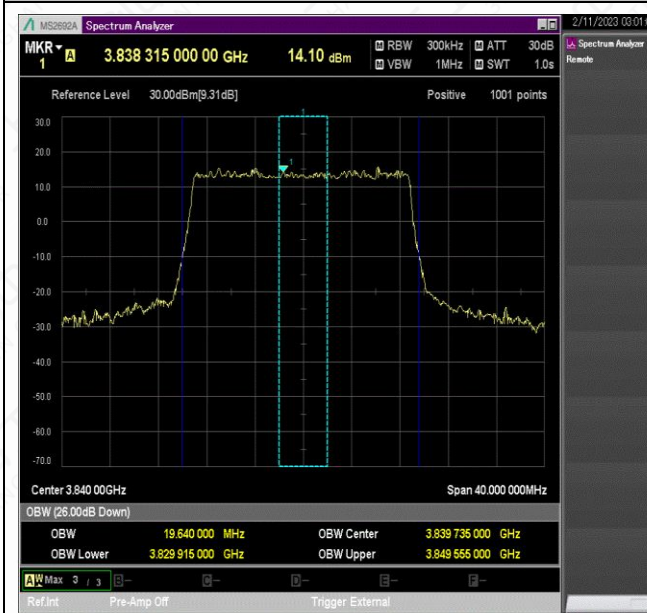 MS2692A Spectrum Analyzer
2/11/2023 03:01:
MKR 1 A 3.838 315 000 00 GHz 14.10 dBm
M RBW 300kHz M ATT 30dB
M VBW 1MHz M SWT 1.0s
Spectrum Analyzer
Remote
Reference Level 30.00dBm[9.31dB] Positive 1001 points
1
30.0
20.0
1
10.0
0.0
-10.0
-20.0
-30.0
-40.0
-50.0
-60.0
-70.0
Center 3.840 00GHz Span 40.000 000MHz
OBW (26.00dB Down)
OBW 19.640 000 MHz OBW Center 3.839 735 000 GHz
OBW Lower 3.829 915 000 GHz OBW Upper 3.849 555 000 GHz
A W Max 3 / 3 B- C- D- E- F-
Ref.Int Pre-Amp Off Trigger External